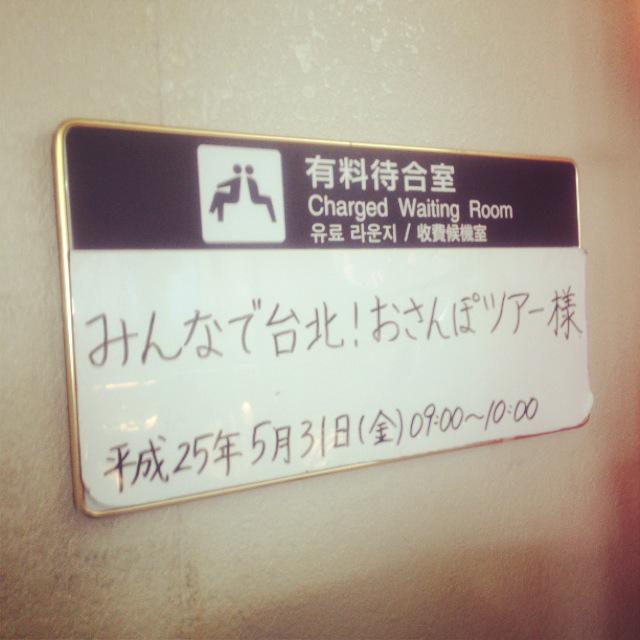 有料待合室
Charged Waiting Room
유료 라운지 / 收費候機室
みんなで台北!おさんぽツアー様
平成25年5月31日(金)09:00~10:00